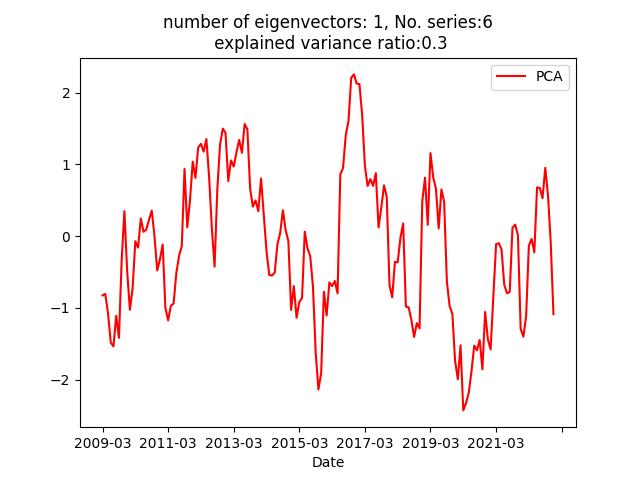 number of eigenvectors: 1, No. series:6
explained variance ratio:0.3
PCA
2
1
0
−1
−2
2009-03 2011-03 2013-03 2015-03 2017-03 2019-03 2021-03
Date